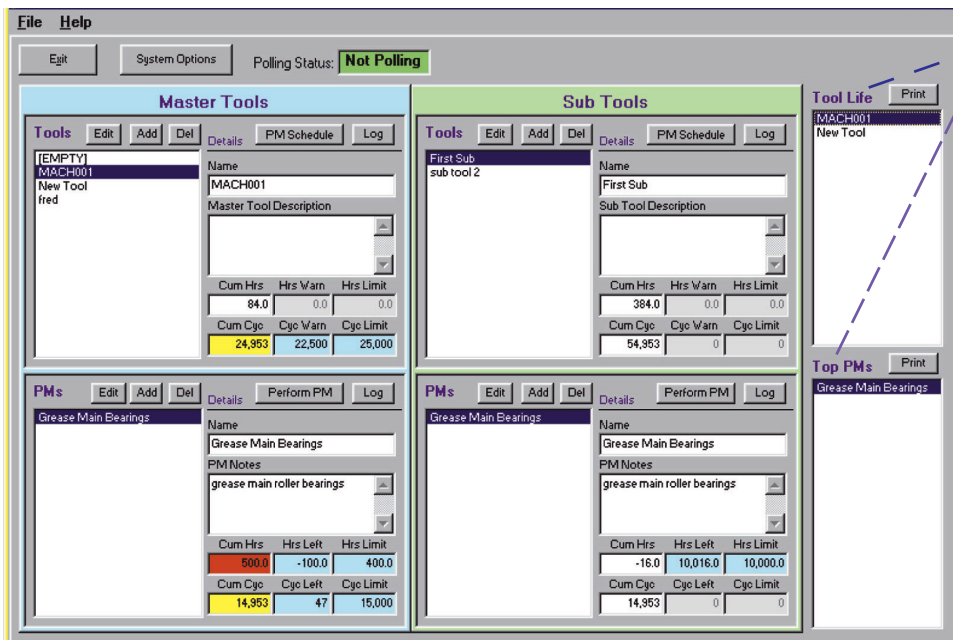 File Help
Exit System Options Polling Status: Not Polling
Master Tools
Tools Edit Add Del Details PM Schedule Log
[EMPTY]
MACH001
New Tool
fred
Name
MACH001
Master Tool Description
Cum Hrs Hrs Warn Hrs Limit
84.0 0.0 0.0
Cum Cyc Cyc Warn Cyc Limit
24,953 22,500 25,000
Sub Tools
Tools Edit Add Del Details PM Schedule Log
First Sub
sub tool 2
Name
First Sub
Sub Tool Description
Cum Hrs Hrs Warn Hrs Limit
384.0 0.0 0.0
Cum Cyc Cyc Warn Cyc Limit
54,953 0 0
Tool Life Print
MACH001
New Tool
PMs Edit Add Del Details Perform PM Log
Grease Main Bearings
Name
Grease Main Bearings
PM Notes
grease main roller bearings
Cum Hrs Hrs Left Hrs Limit
500.0 -100.0 400.0
Cum Cyc Cyc Left Cyc Limit
14,953 47 15,000
PMs Edit Add Del Details Perform PM Log
Grease Main Bearings
Name
Grease Main Bearings
PM Notes
grease main roller bearings
Cum Hrs Hrs Left Hrs Limit
-16.0 10,016.0 10,000.0
Cum Cyc Cyc Left Cyc Limit
14,953 0 0
Top PMs Print
Grease Main Bearings